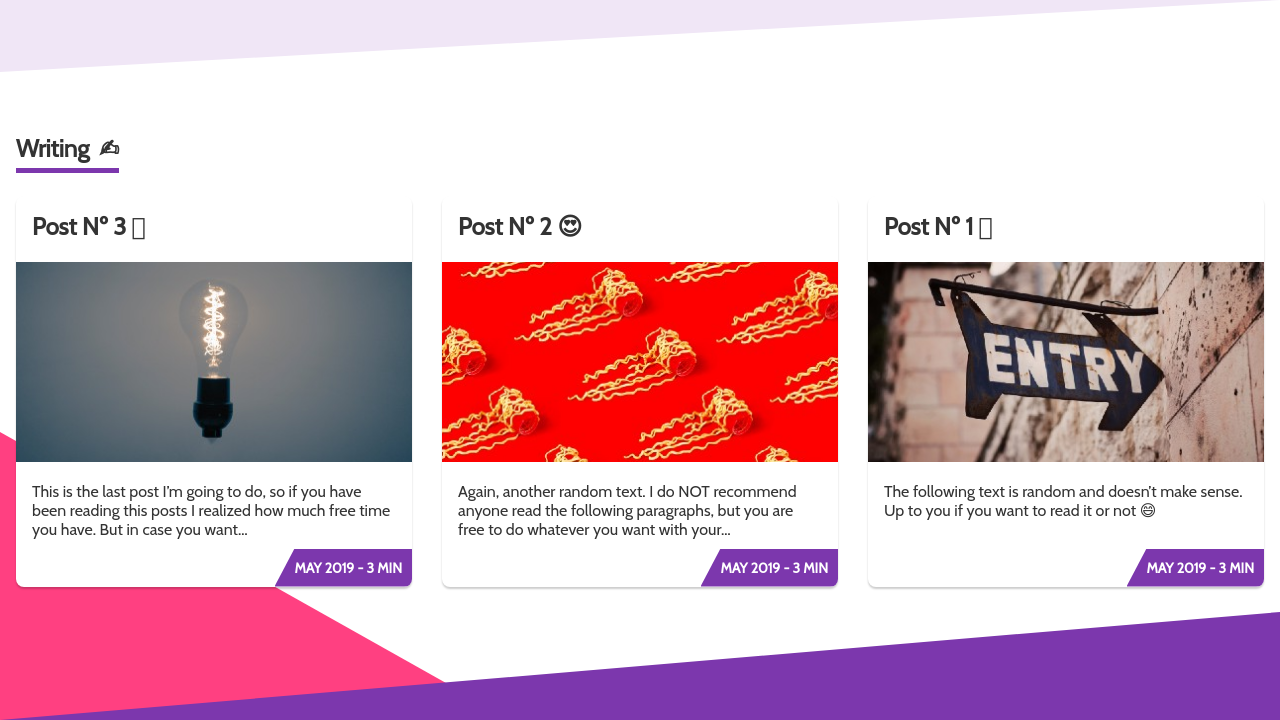 Writing ✍
Post Nº 3
This is the last post I'm going to do, so if you have
been reading this posts I realized how much free time
you have. But in case you want...
MAY 2019 - 3 MIN
Post Nº 2 😍
Again, another random text. I do NOT recommend
anyone read the following paragraphs, but you are
free to do whatever you want with your...
MAY 2019 - 3 MIN
Post Nº 1
ENTRY
The following text is random and doesn't make sense.
Up to you if you want to read it or not 😄
MAY 2019 - 3 MIN